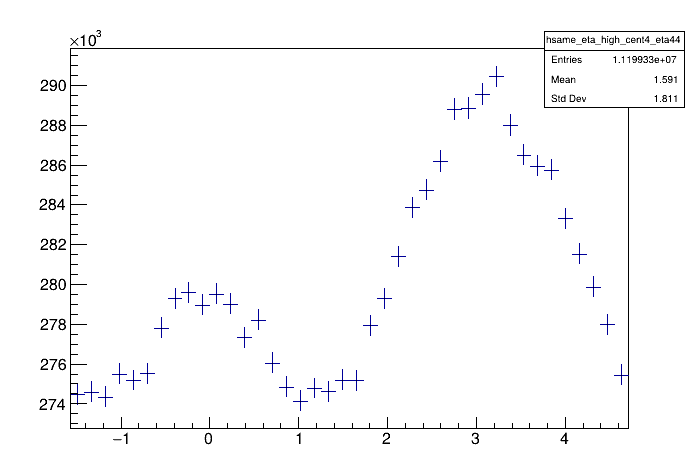 ×10³
hsame_eta_high_cent4_eta44
Entries 1.119933e+07
Mean 1.591
Std Dev 1.811
290
288
286
284
282
280
278
276
274
−1 0 1 2 3 4